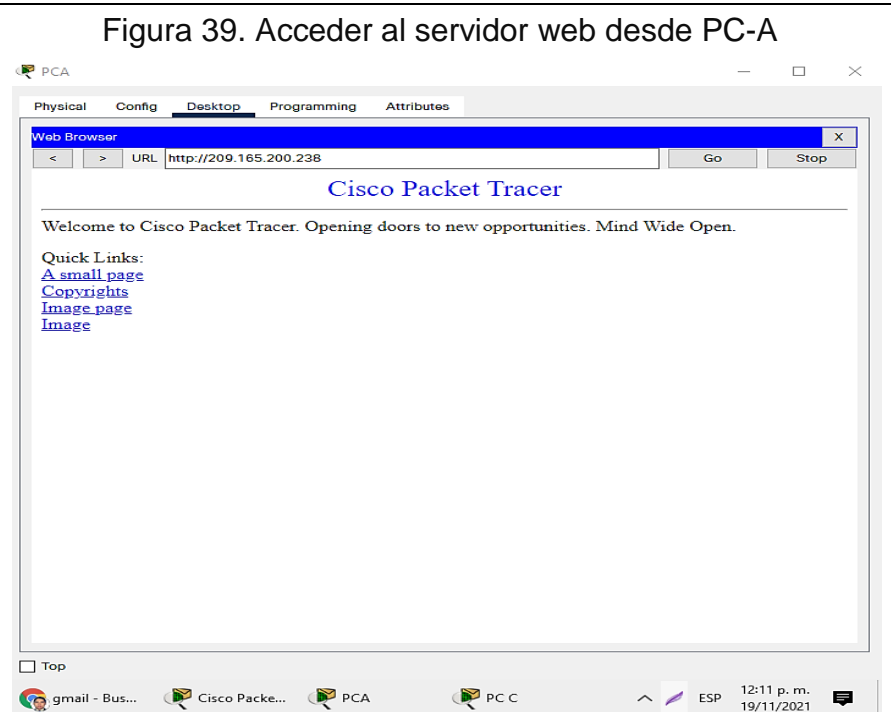 Figura 39. Acceder al servidor web desde PC-A
PCA
Physical Config Desktop Programming Attributes
Web Browser X
< > URL http://209.165.200.238 Go Stop
Cisco Packet Tracer
Welcome to Cisco Packet Tracer. Opening doors to new opportunities. Mind Wide Open.
Quick Links:
A small page
Copyrights
Image page
Image
Top
gmail - Bus... Cisco Packe... PCA PC C ESP 12:11 p. m.
19/11/2021